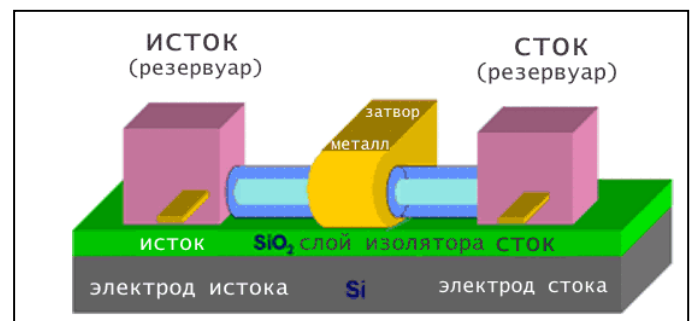 ИСТОК
(резервуар)
СТОК
(резервуар)
затвор
металл
исток
SiO2 слой изолятора
сток
электрод истока
Si
электрод стока